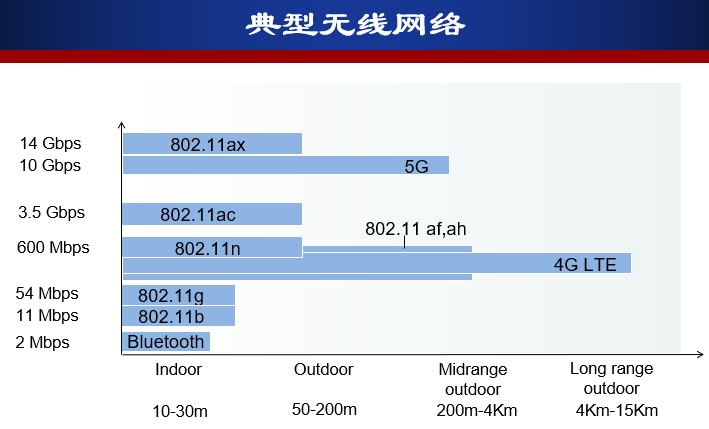 典型无线网络
14 Gbps
802.11ax
10 Gbps
5G
3.5 Gbps
802.11ac
802.11 af,ah
600 Mbps
802.11n
4G LTE
54 Mbps
802.11g
11 Mbps
802.11b
2 Mbps
Bluetooth
Indoor
Outdoor
Midrange
outdoor
Long range
outdoor
10-30m
50-200m
200m-4Km
4Km-15Km